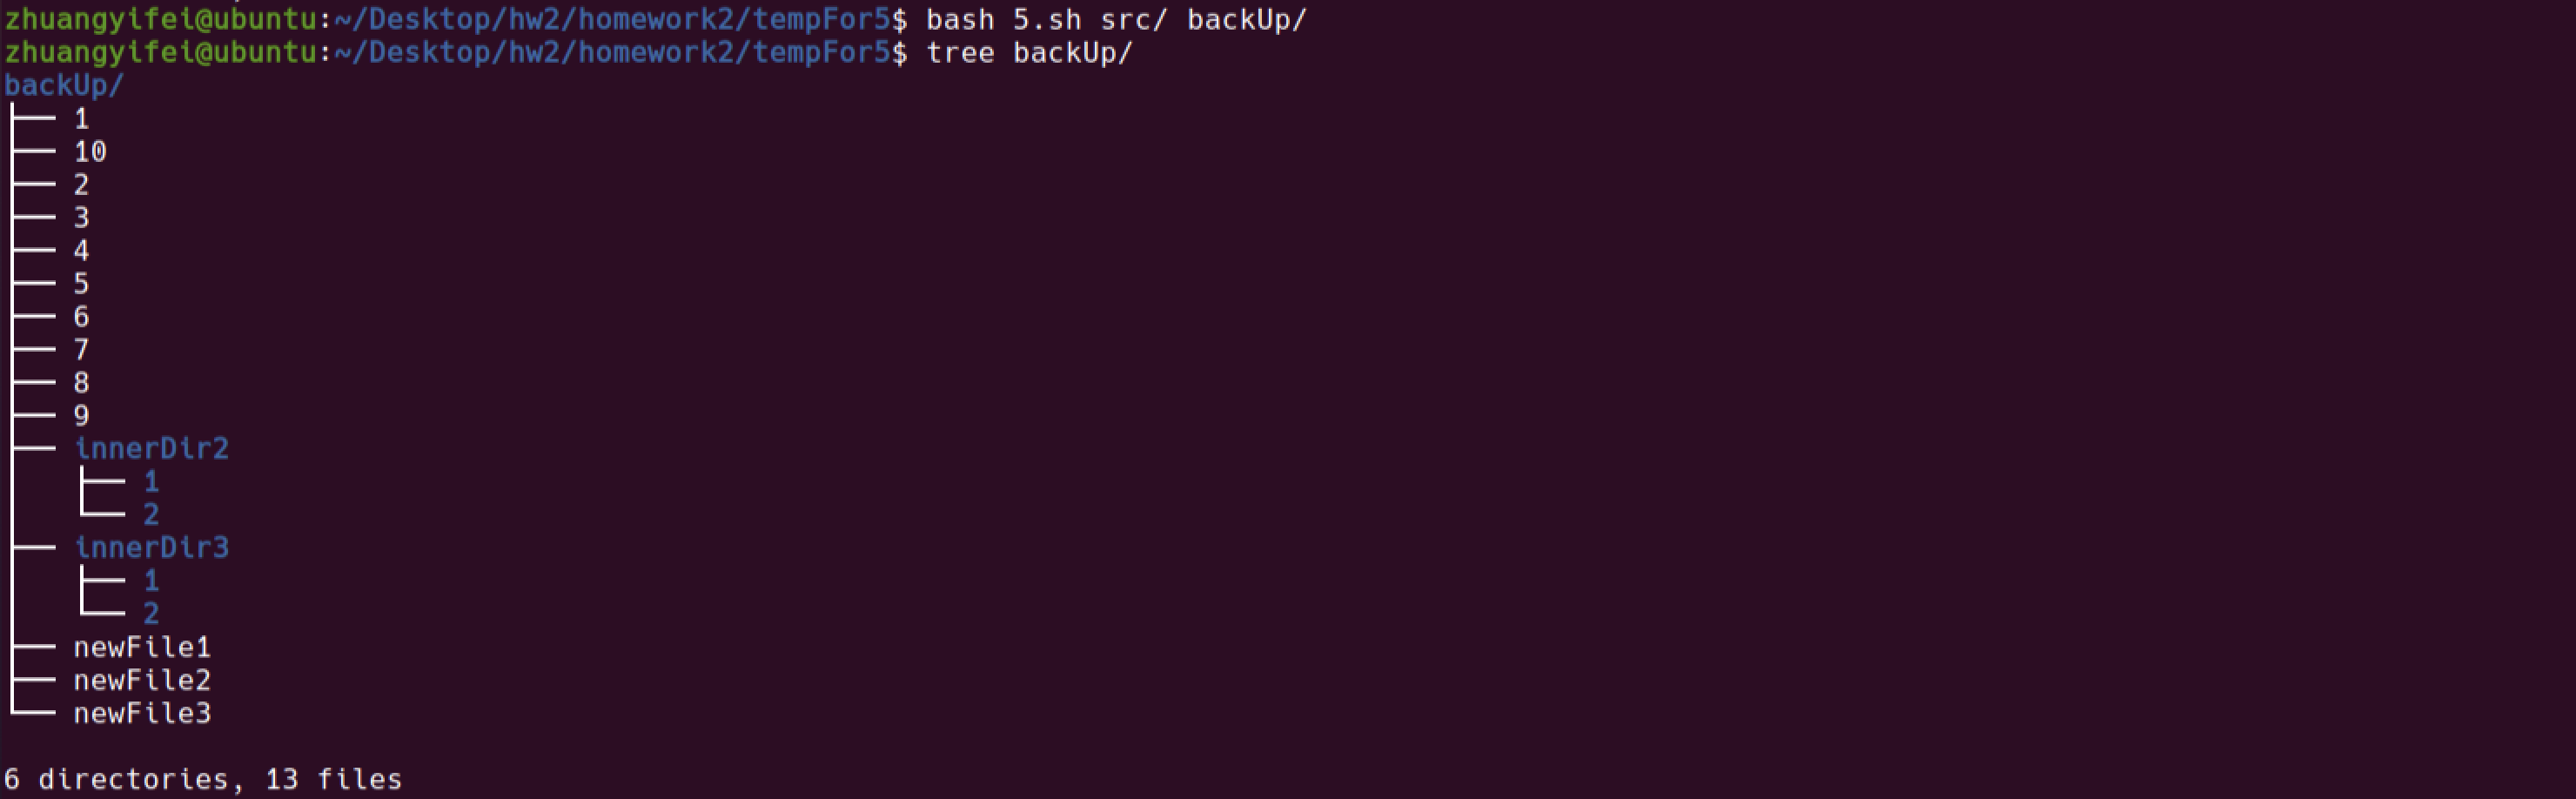 zhuangyifei@ubuntu:~/Desktop/hw2/homework2/tempFor5$ bash 5.sh src/ backUp/
zhuangyifei@ubuntu:~/Desktop/hw2/homework2/tempFor5$ tree backUp/
backUp/
├── 1
├── 10
├── 2
├── 3
├── 4
├── 5
├── 6
├── 7
├── 8
├── 9
├── innerDir2
│   ├── 1
│   └── 2
├── innerDir3
│   ├── 1
│   └── 2
├── newFile1
├── newFile2
└── newFile3
6 directories, 13 files